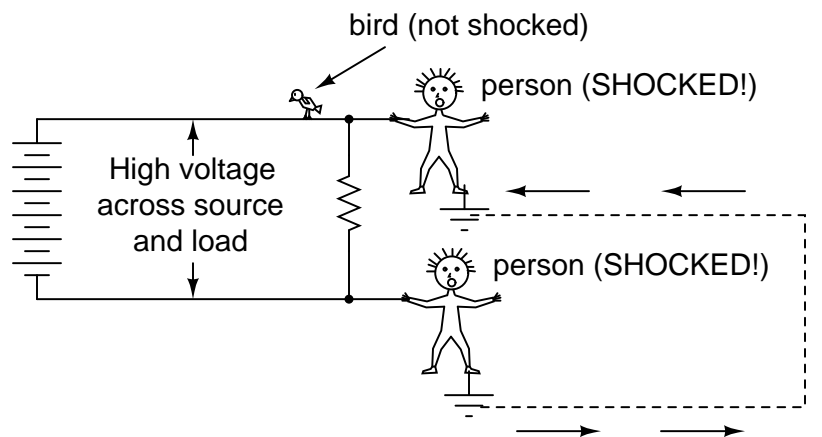 bird (not shocked)
person (SHOCKED!)
High voltage
across source
and load
person (SHOCKED!)